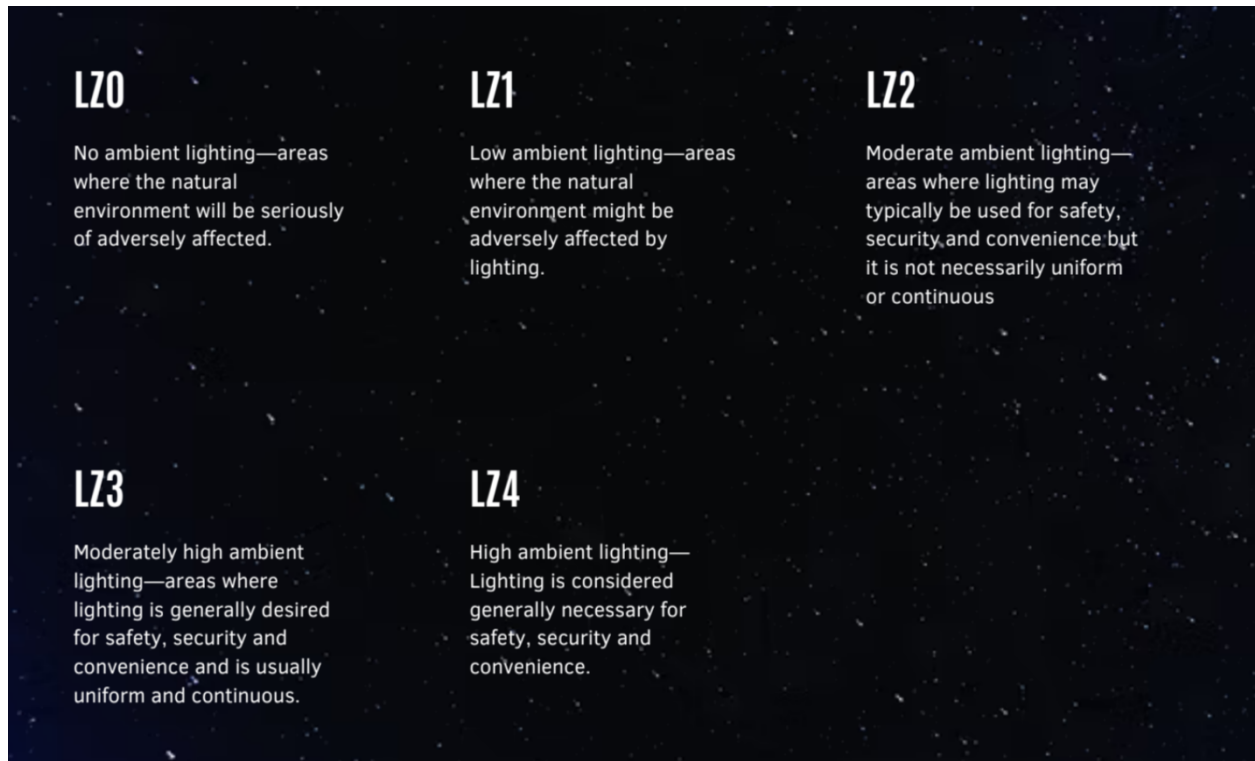 LZ0
No ambient lighting—areas
where the natural
environment will be seriously
of adversely affected.
LZ1
Low ambient lighting—areas
where the natural
environment might be
adversely affected by
lighting.
LZ2
Moderate ambient lighting—
areas where lighting may
typically be used for safety,
security and convenience but
it is not necessarily uniform
or continuous
LZ3
Moderately high ambient
lighting—areas where
lighting is generally desired
for safety, security and
convenience and is usually
uniform and continuous.
LZ4
High ambient lighting—
Lighting is considered
generally necessary for
safety, security and
convenience.